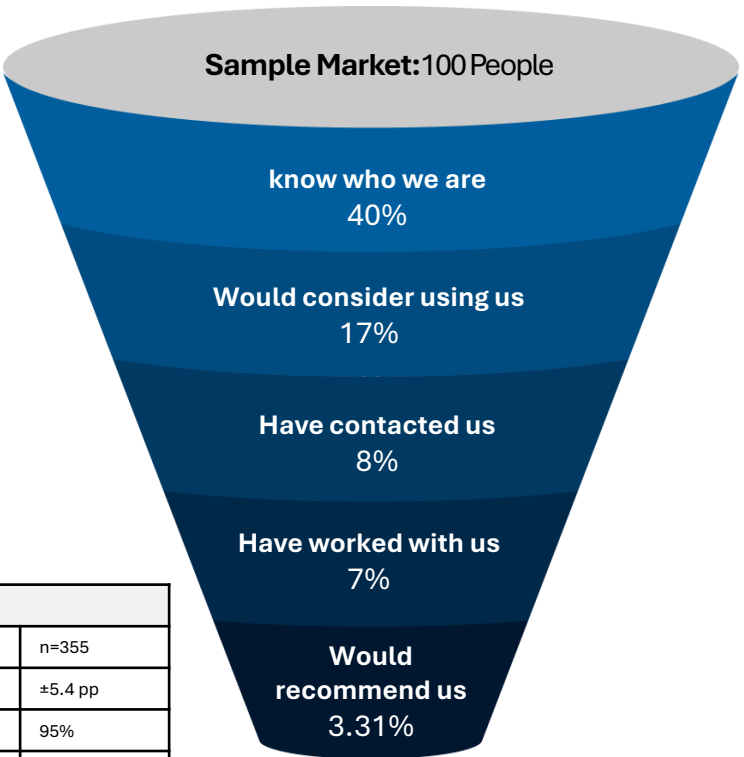 Sample Market:100 People
know who we are
40%
Would consider using us
17%
Have contacted us
8%
Have worked with us
7%
Would
recommend us
3.31%
n=355
±5.4 pp
95%